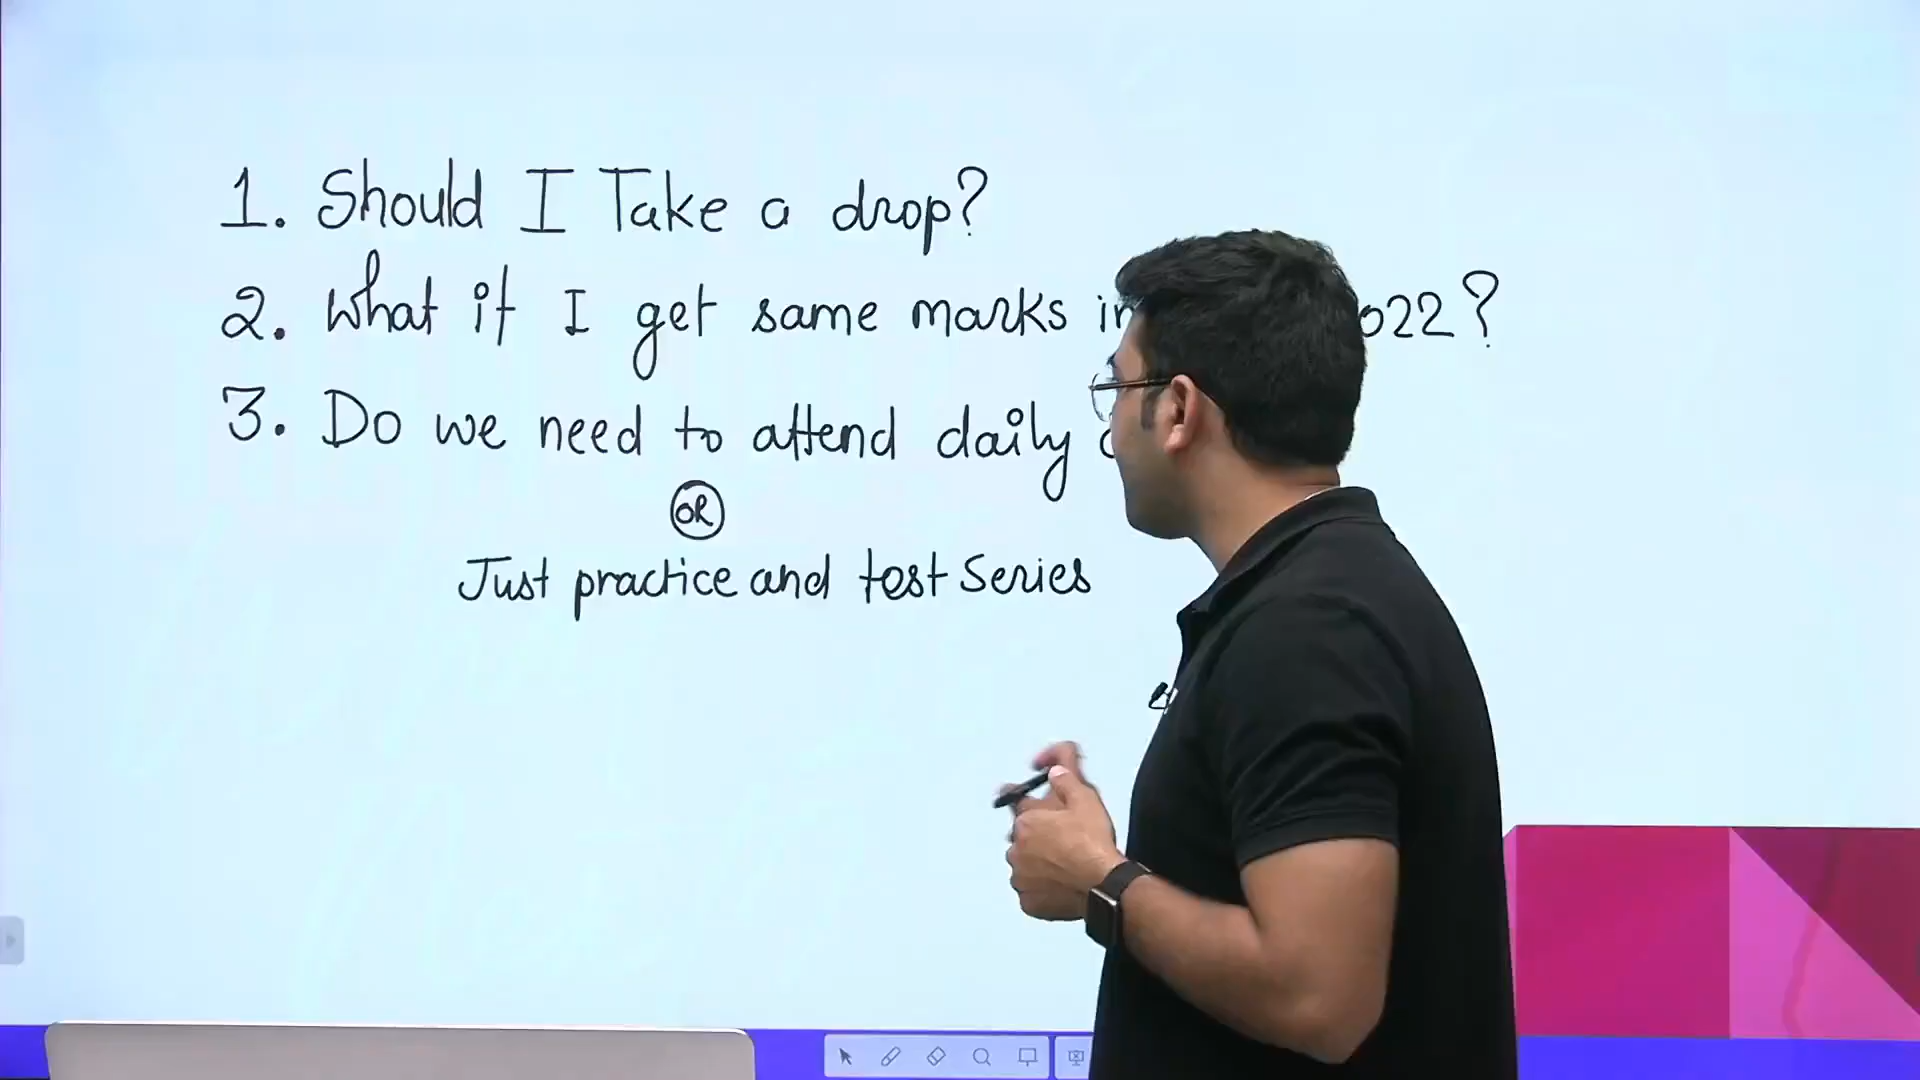 1. Should I Take a drop?
2. What if I get same marks in 022?
3. Do we need to attend daily
OR
Just practice and test Series